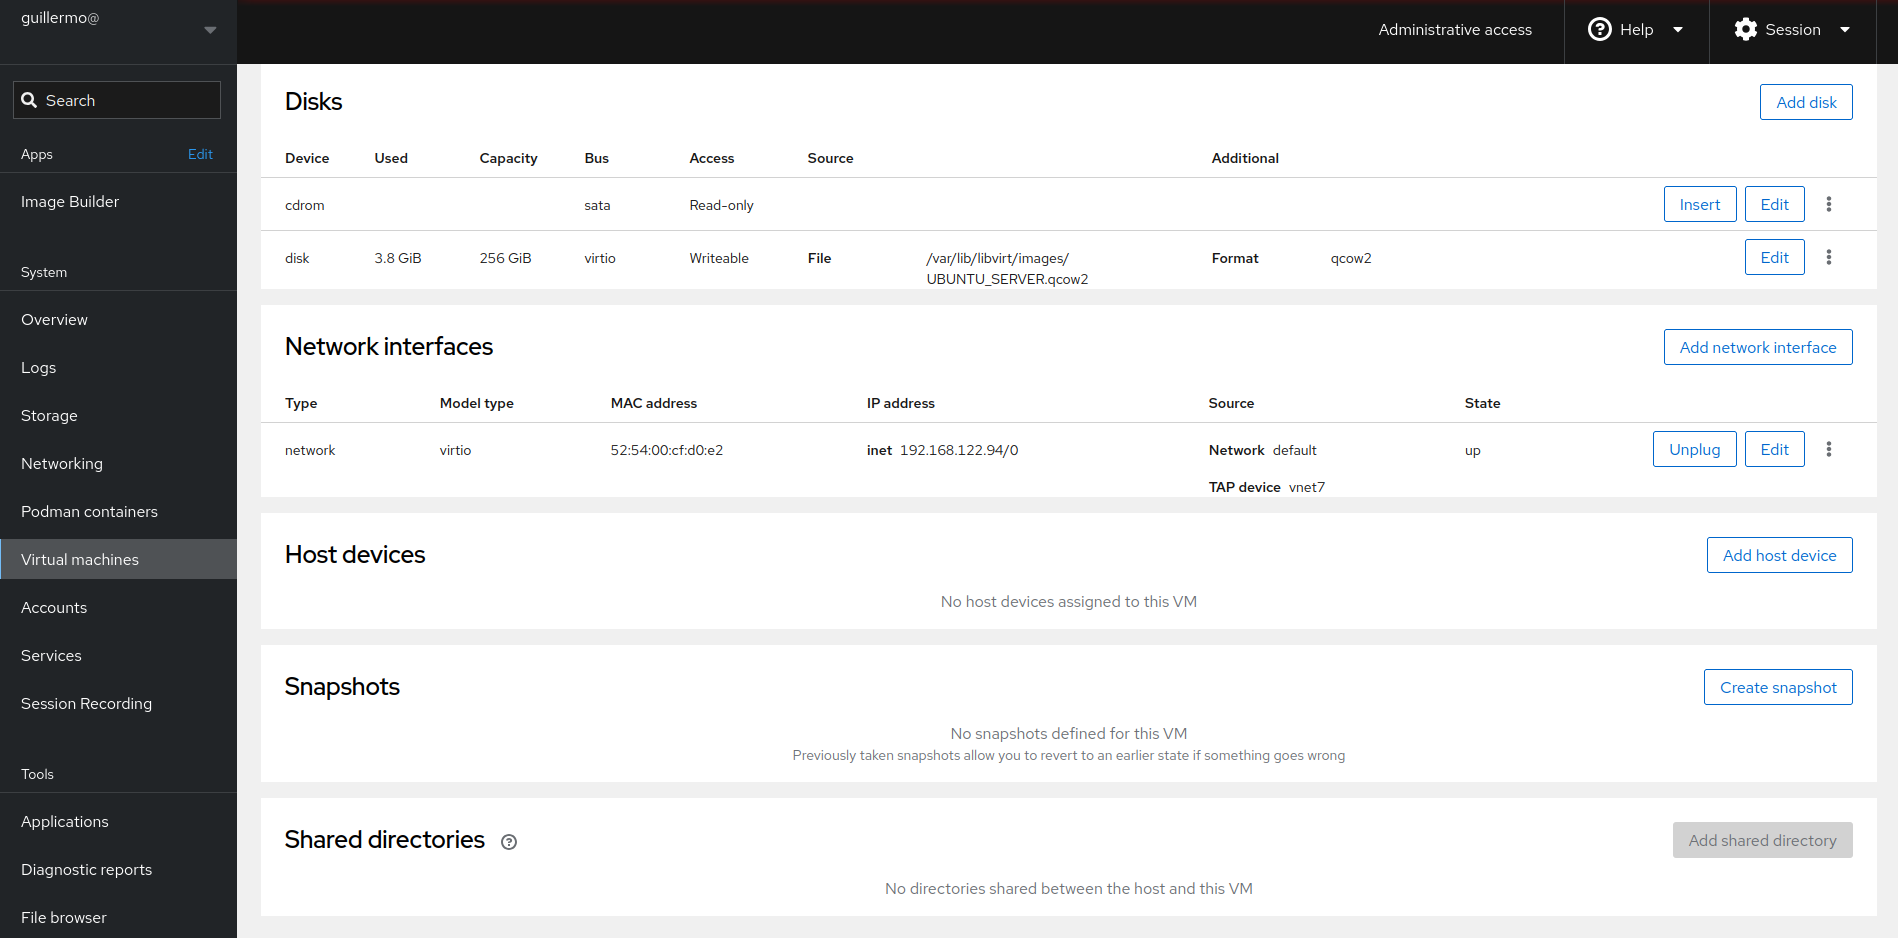 guillermo@
Administrative access
Help
Session
Search
Apps
Edit
Image Builder
System
Overview
Logs
Storage
Networking
Podman containers
Virtual machines
Accounts
Services
Session Recording
Tools
Applications
Diagnostic reports
File browser
Disks
Add disk
Device Used Capacity Bus Access Source Additional
cdrom sata Read-only Insert Edit
disk 3.8 GiB 256 GiB virtio Writeable File /var/lib/libvirt/images/ Format qcow2 Edit
UBUNTU_SERVER.qcow2
Network interfaces
Add network interface
Type Model type MAC address IP address Source State
network virtio 52:54:00:cf:d0:e2 inet 192.168.122.94/0 Network default up Unplug Edit
TAP device vnet7
Host devices
Add host device
No host devices assigned to this VM
Snapshots
Create snapshot
No snapshots defined for this VM
Previously taken snapshots allow you to revert to an earlier state if something goes wrong
Shared directories
Add shared directory
No directories shared between the host and this VM